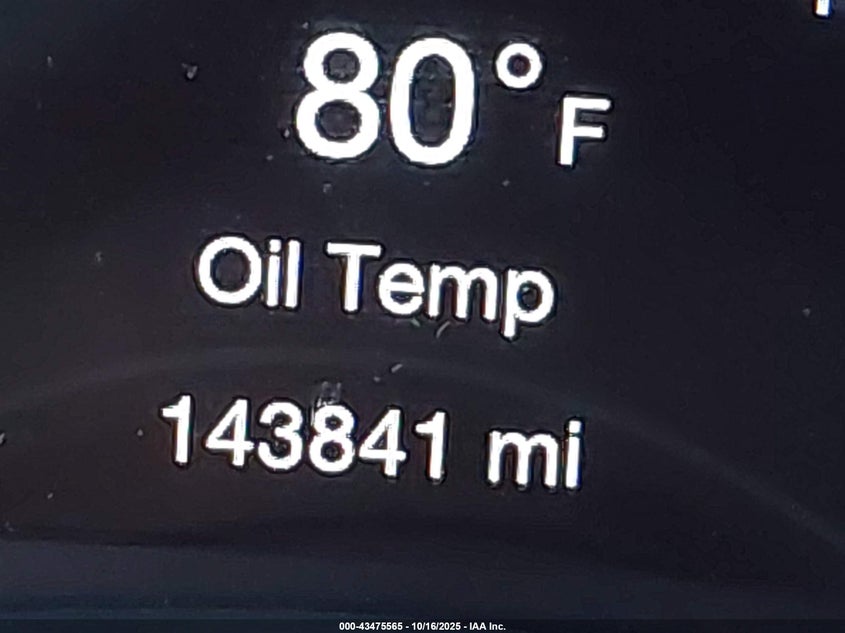 80°F
Oil Temp
143841 mi
000-43475565 - 10/16/2025 - IAA Inc.